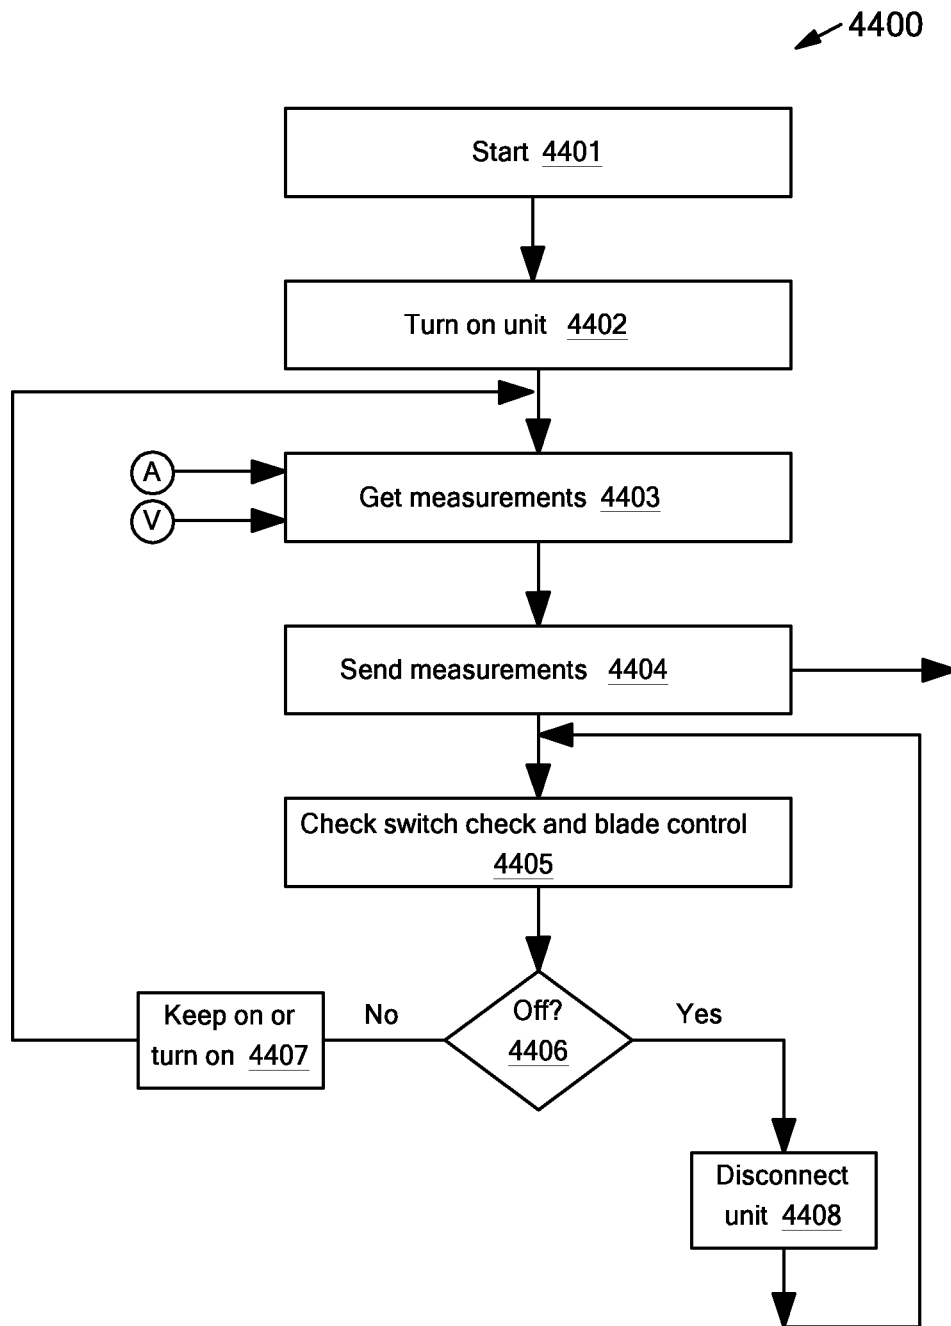 4400
Start 4401
Turn on unit 4402
A
Get measurements 4403
V
Send measurements 4404
Check switch check and blade control
4405
Off?
4406
No
Yes
Keep on or
turn on 4407
Disconnect
unit 4408